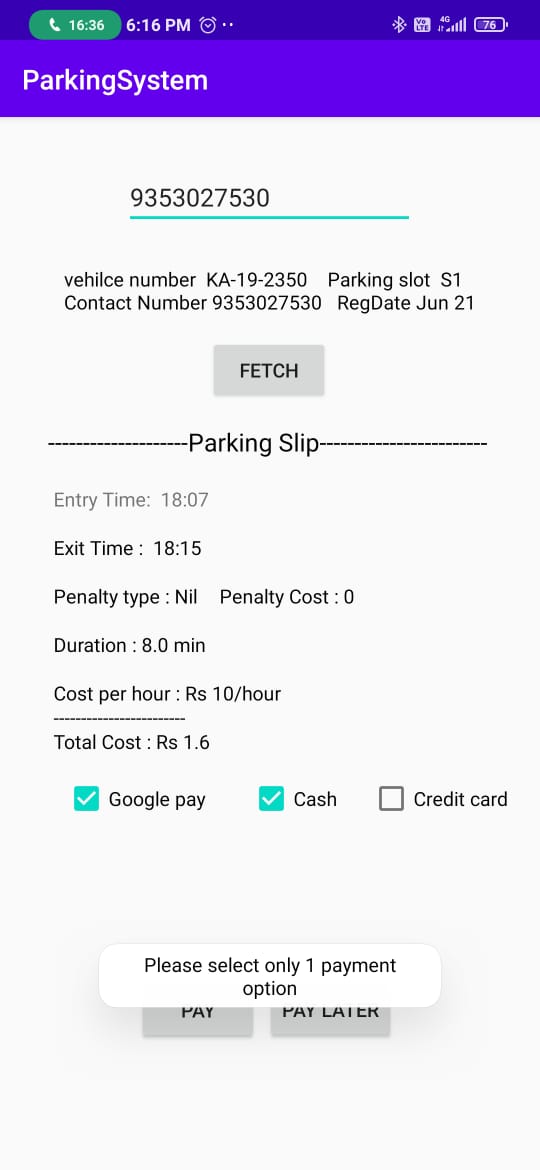 16:36 6:16 PM 4G 76
Vo LTE
ParkingSystem
9353027530
vehilce number KA-19-2350 Parking slot S1
Contact Number 9353027530 RegDate Jun 21
FETCH
--------------------Parking Slip------------------------
Entry Time: 18:07
Exit Time : 18:15
Penalty type : Nil Penalty Cost : 0
Duration : 8.0 min
Cost per hour : Rs 10/hour
------------------------
Total Cost : Rs 1.6
Google pay Cash Credit card
Please select only 1 payment
option
PAY PAY LATER